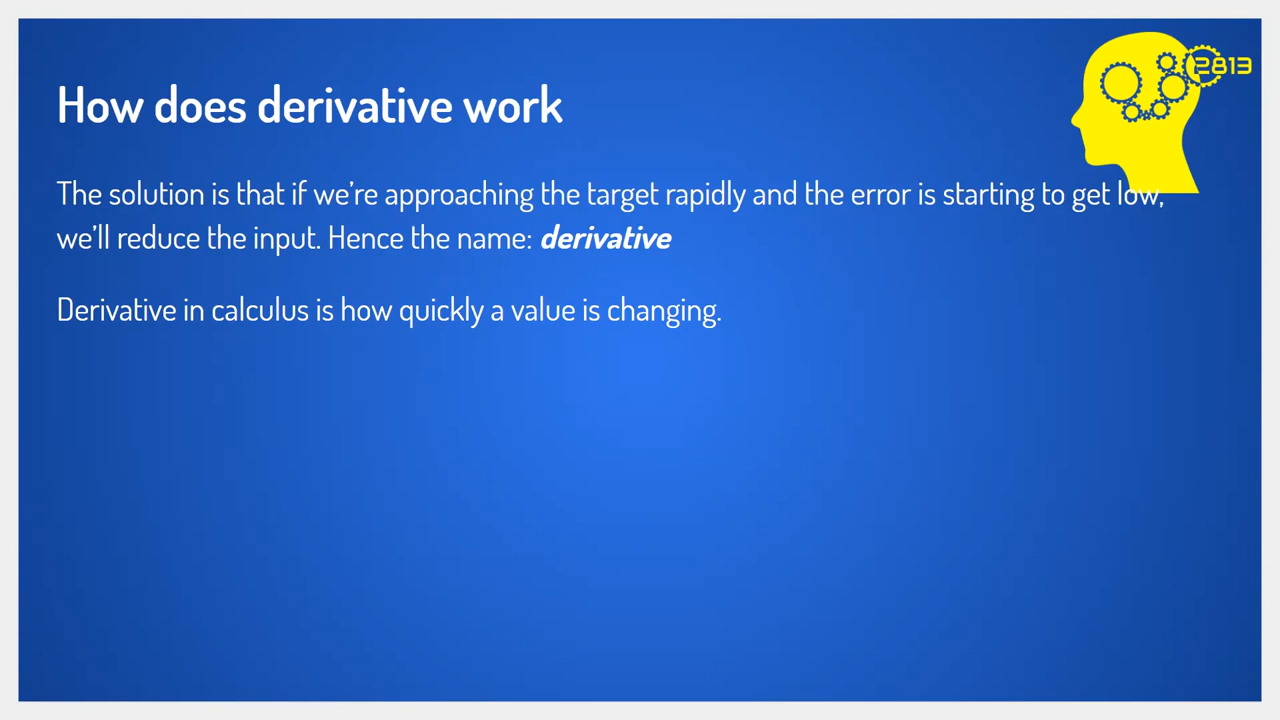 2813
How does derivative work
The solution is that if we're approaching the target rapidly and the error is starting to get low,
we'll reduce the input. Hence the name: derivative
Derivative in calculus is how quickly a value is changing.